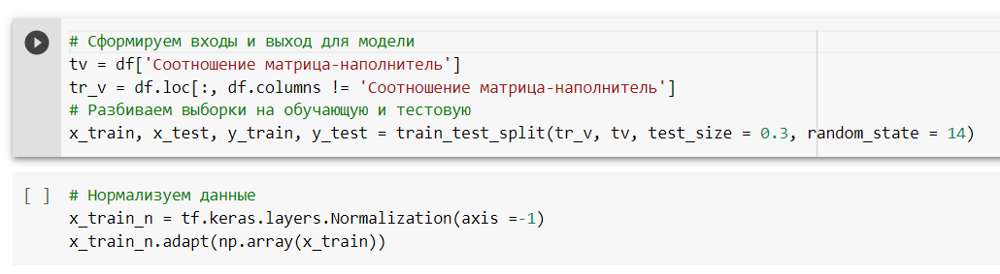 # Сформируем входы и выход для модели
tv = df['Соотношение матрица-наполнитель']
tr_v = df.loc[:, df.columns != 'Соотношение матрица-наполнитель']
# Разбиваем выборки на обучающую и тестовую
x_train, x_test, y_train, y_test = train_test_split(tr_v, tv, test_size = 0.3, random_state = 14)
[ ] # Нормализуем данные
x_train_n = tf.keras.layers.Normalization(axis =-1)
x_train_n.adapt(np.array(x_train))